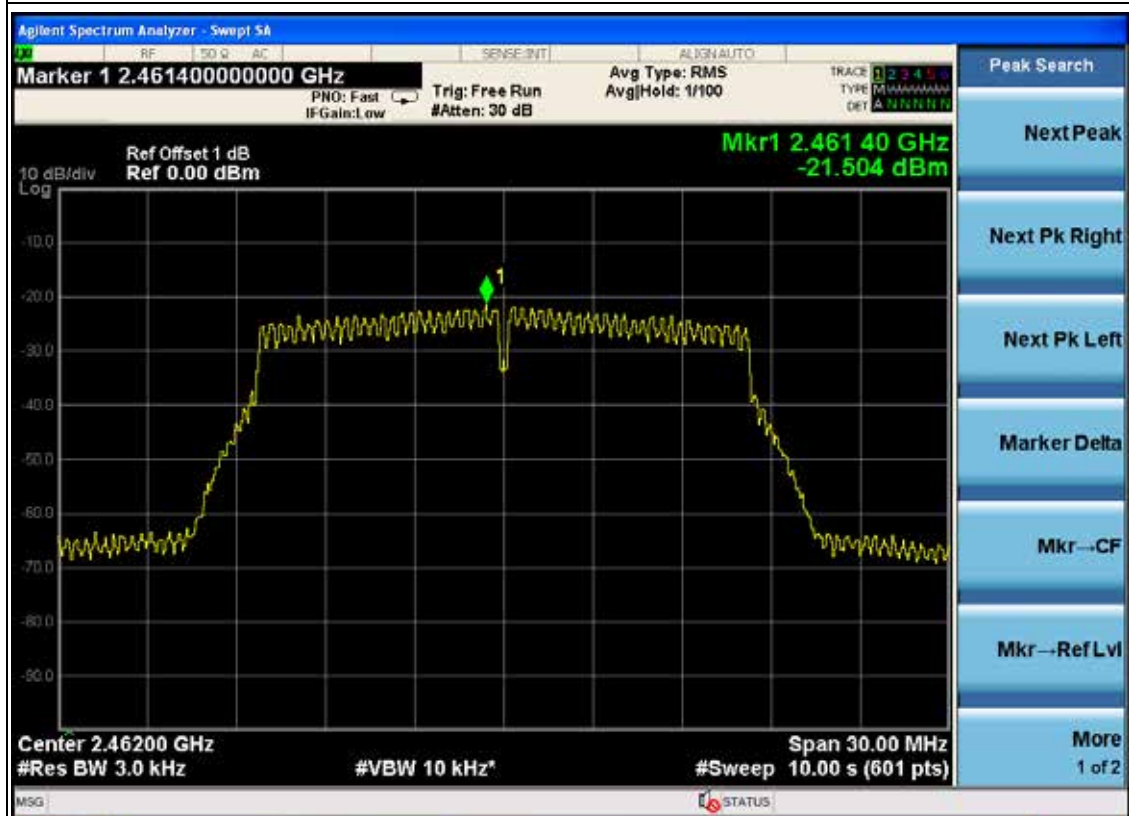 Agilent Spectrum Analyzer - Swept SA
RF 50 Ω AC SENSE:INT ALIGN AUTO
Marker 1 2.461400000000 GHz
PNO: Fast
IFGain:Low
Trig: Free Run
#Atten: 30 dB
Avg Type: RMS
Avg|Hold: 1/100
TRACE 1 2 3 4 5 6
TYPE M
DET A N N N N N
Mkr1 2.461 40 GHz
-21.504 dBm
Ref Offset 1 dB
10 dB/div Ref 0.00 dBm
Log
-10.0
-20.0
-30.0
-40.0
-50.0
-60.0
-70.0
-80.0
-90.0
1
Center 2.46200 GHz
Span 30.00 MHz
#Res BW 3.0 kHz
#VBW 10 kHz*
#Sweep 10.00 s (601 pts)
MSG
STATUS
Peak Search
Next Peak
Next Pk Right
Next Pk Left
Marker Delta
Mkr→CF
Mkr→Ref Lvl
More
1 of 2